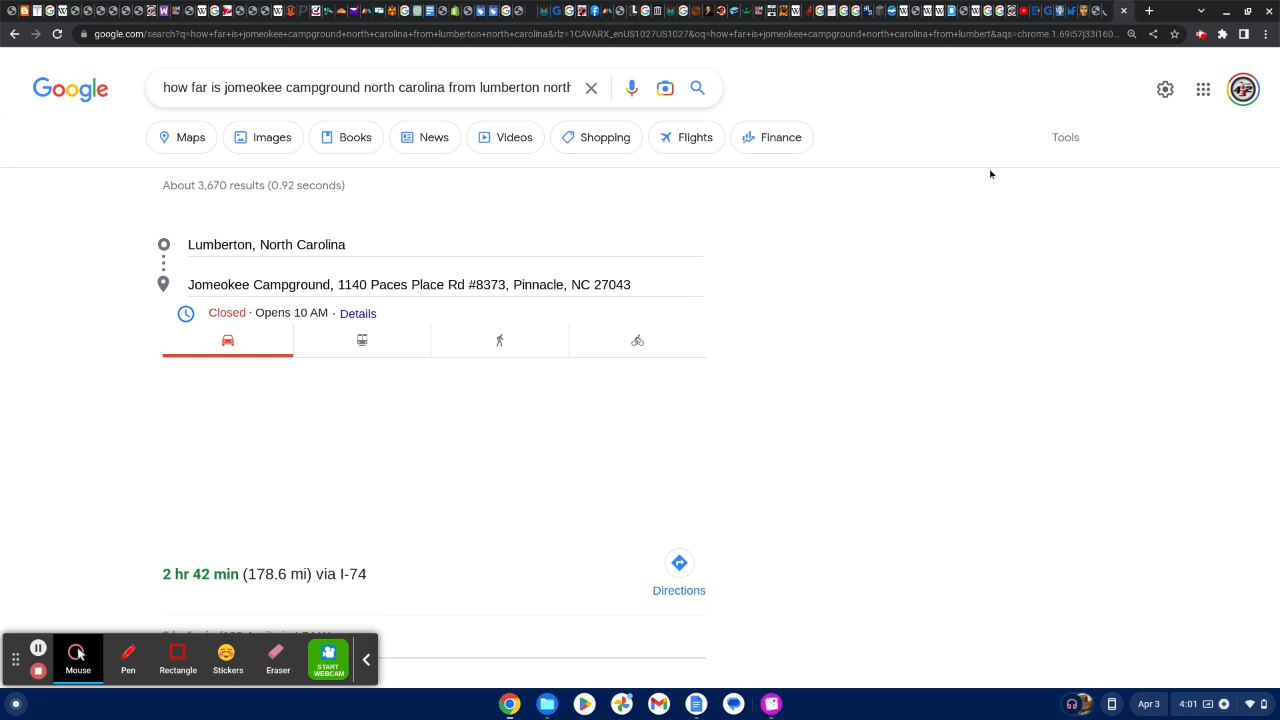 google.com/search?q=how+far+is+jomeokee+campground+north+carolina+from+lumberton+north+carolina&rlz=1CAVARX_enUS1027US1027&oq=how+far+is+jomeokee+campground+north+carolina+from+lumbert&aqs=chrome.1.69i57j33i160...
Google
how far is jomeokee campground north carolina from lumberton north
Maps
Images
Books
News
Videos
Shopping
Flights
Finance
Tools
About 3,670 results (0.92 seconds)
Lumberton, North Carolina
Jomeokee Campground, 1140 Paces Place Rd #8373, Pinnacle, NC 27043
Closed · Opens 10 AM · Details
2 hr 42 min (178.6 mi) via I-74
Directions
Mouse
Pen
Rectangle
Stickers
Eraser
START WEBCAM
Apr 3
4:01